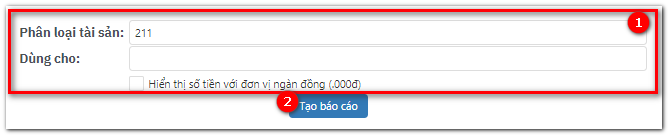 1
Phân loại tài sản: 211
Dùng cho:
Hiển thị số tiền với đơn vị ngàn đồng (.000đ)
2 Tạo báo cáo